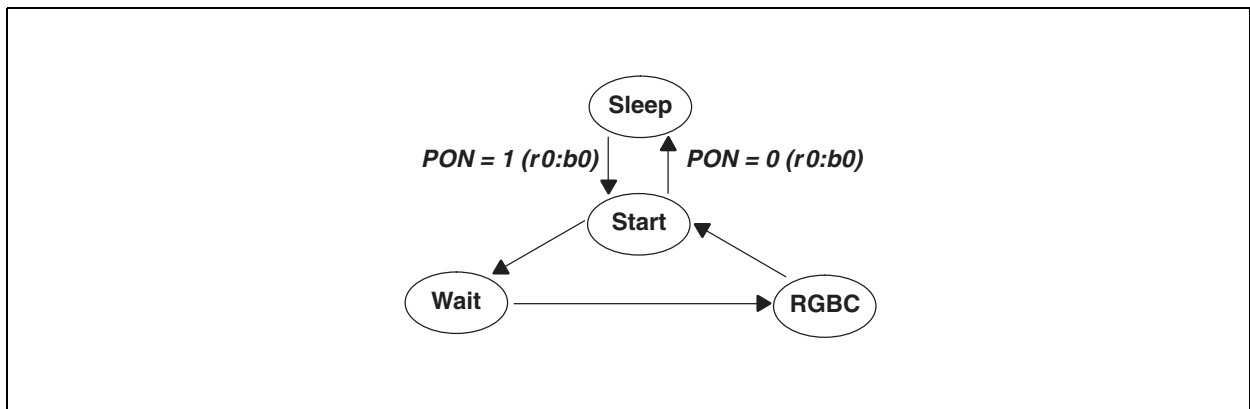 Sleep
PON = 1 (r0:b0)
PON = 0 (r0:b0)
Start
Wait
RGBC